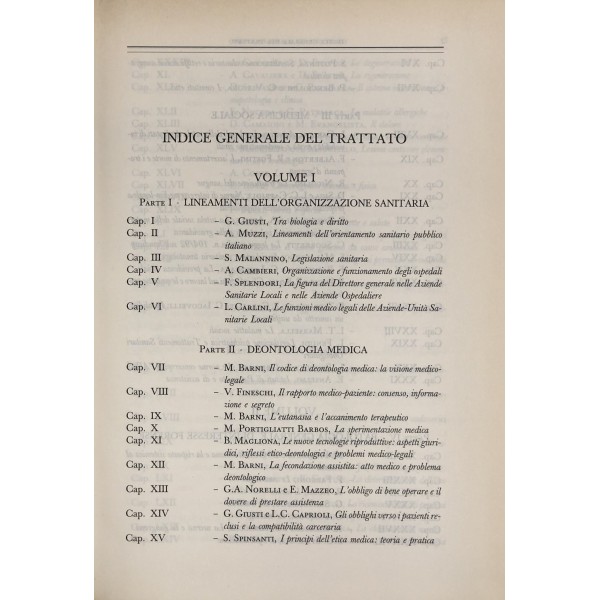 INDICE GENERALE DEL TRATTATO
VOLUME I
PARTE I - LINEAMENTI DELL'ORGANIZZAZIONE SANITARIA
Cap. I – G. GIUSTI, Tra biologia e diritto
Cap. II – A. MUZZI, Lineamenti dell'orientamento sanitario pubblico
italiano
Cap. III – S. MALANNINO, Legislazione sanitaria
Cap. IV – A. CAMBIERI, Organizzazione e funzionamento degli ospedali
Cap. V – F. SPLENDORI, La figura del Direttore generale nelle Aziende
Sanitarie Locali e nelle Aziende Ospedaliere
Cap. VI – L. CARLINI, Le funzioni medico legali delle Aziende-Unità Sa-
nitarie Locali
PARTE II - DEONTOLOGIA MEDICA
Cap. VII – M. BARNI, Il codice di deontologia medica: la visione medico-
legale
Cap. VIII – V. FINESCHI, Il rapporto medico-paziente: consenso, informa-
zione e segreto
Cap. IX – M. BARNI, L'eutanasia e l'accanimento terapeutico
Cap. X – M. PORTIGLIATTI BARBOS, La sperimentazione medica
Cap. XI – B. MAGLIONA, Le nuove tecnologie riproduttive: aspetti giuri-
dici, riflessi etico-deontologici e problemi medico-legali
Cap. XII – M. BARNI, La fecondazione assistita: atto medico e problema
deontologico
Cap. XIII – G.A. NORELLI e E. MAZZEO, L'obbligo di bene operare e il
dovere di prestare assistenza
Cap. XIV – G. GIUSTI e L.C. CAPRIOLI, Gli obblighi verso i pazienti re-
clusi e la compatibilità carceraria
Cap. XV – S. SPINSANTI, I principi dell'etica medica: teoria e pratica